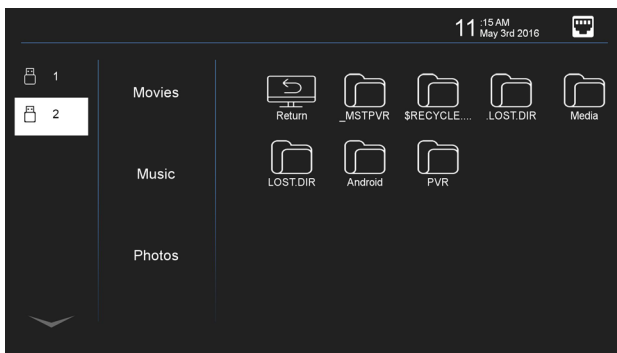 11 :15 AM
May 3rd 2016
1
2
Movies
Music
Photos
Return
_MSTPVR
$RECYCLE....
.LOST.DIR
Media
LOST.DIR
Android
PVR